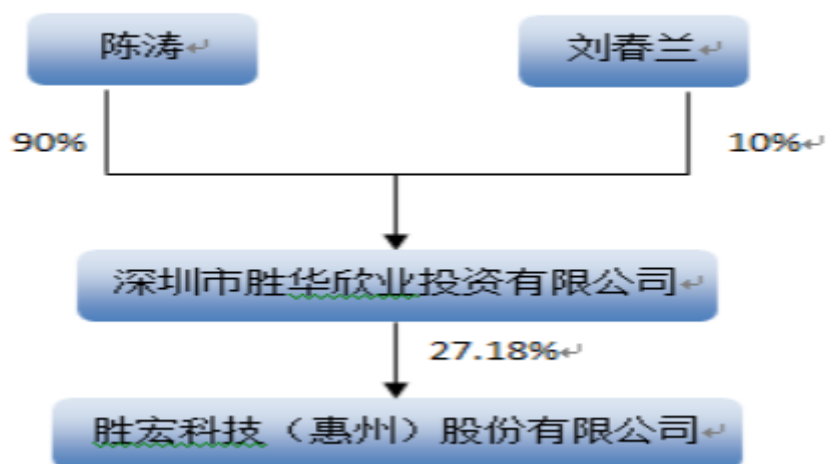 陈涛
刘春兰
90%
10%
深圳市胜华欣业投资有限公司
27.18%
胜宏科技（惠州）股份有限公司